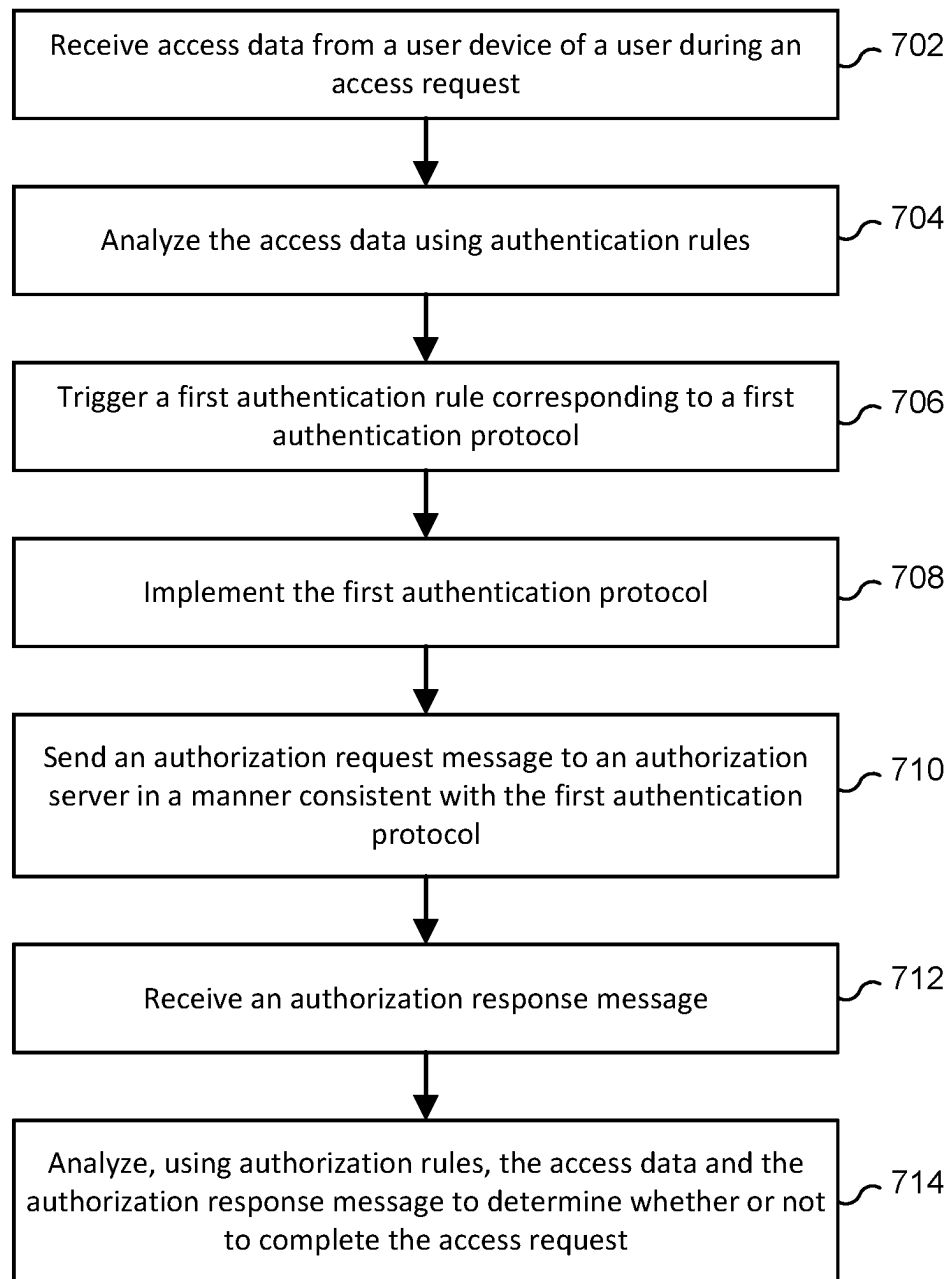 Receive access data from a user device of a user during an
access request
702
Analyze the access data using authentication rules
704
Trigger a first authentication rule corresponding to a first
authentication protocol
706
Implement the first authentication protocol
708
Send an authorization request message to an authorization
server in a manner consistent with the first authentication
protocol
710
Receive an authorization response message
712
Analyze, using authorization rules, the access data and the
authorization response message to determine whether or not
to complete the access request
714